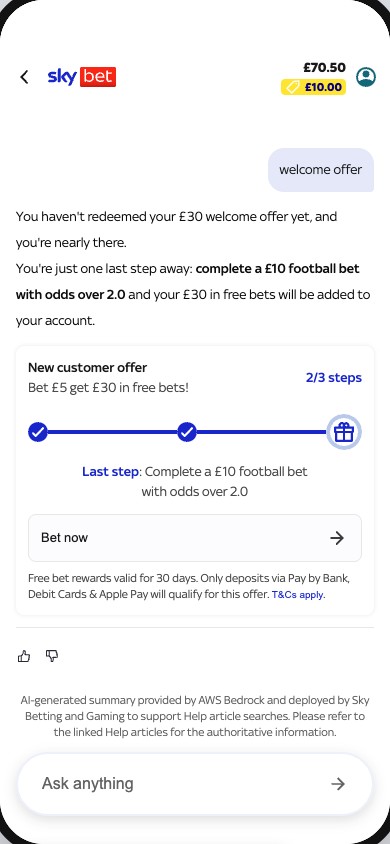 sky bet
£70.50
£10.00
welcome offer
You haven't redeemed your £30 welcome offer yet, and
you're nearly there.
You're just one last step away: complete a £10 football bet
with odds over 2.0 and your £30 in free bets will be added to
your account.
New customer offer
Bet £5 get £30 in free bets!
2/3 steps
Last step: Complete a £10 football bet
with odds over 2.0
Bet now
Free bet rewards valid for 30 days. Only deposits via Pay by Bank,
Debit Cards & Apple Pay will qualify for this offer. T&Cs apply.
AI-generated summary provided by AWS Bedrock and deployed by Sky
Betting and Gaming to support Help article searches. Please refer to
the linked Help articles for the authoritative information.
Ask anything